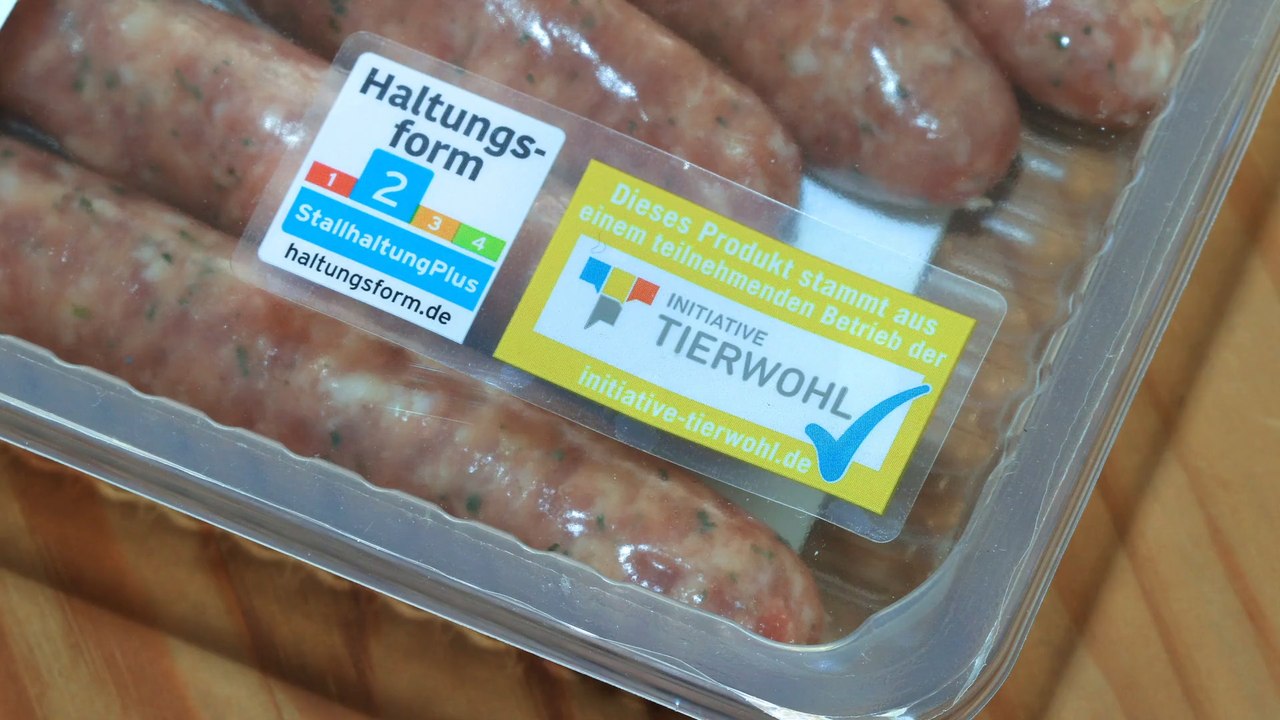 Haltungs-
form
1 2 3 4
StallhaltungPlus
haltungsform.de
Dieses Produkt stammt aus
einem teilnehmenden Betrieb der
INITIATIVE
TIERWOHL
initiative-tierwohl.de